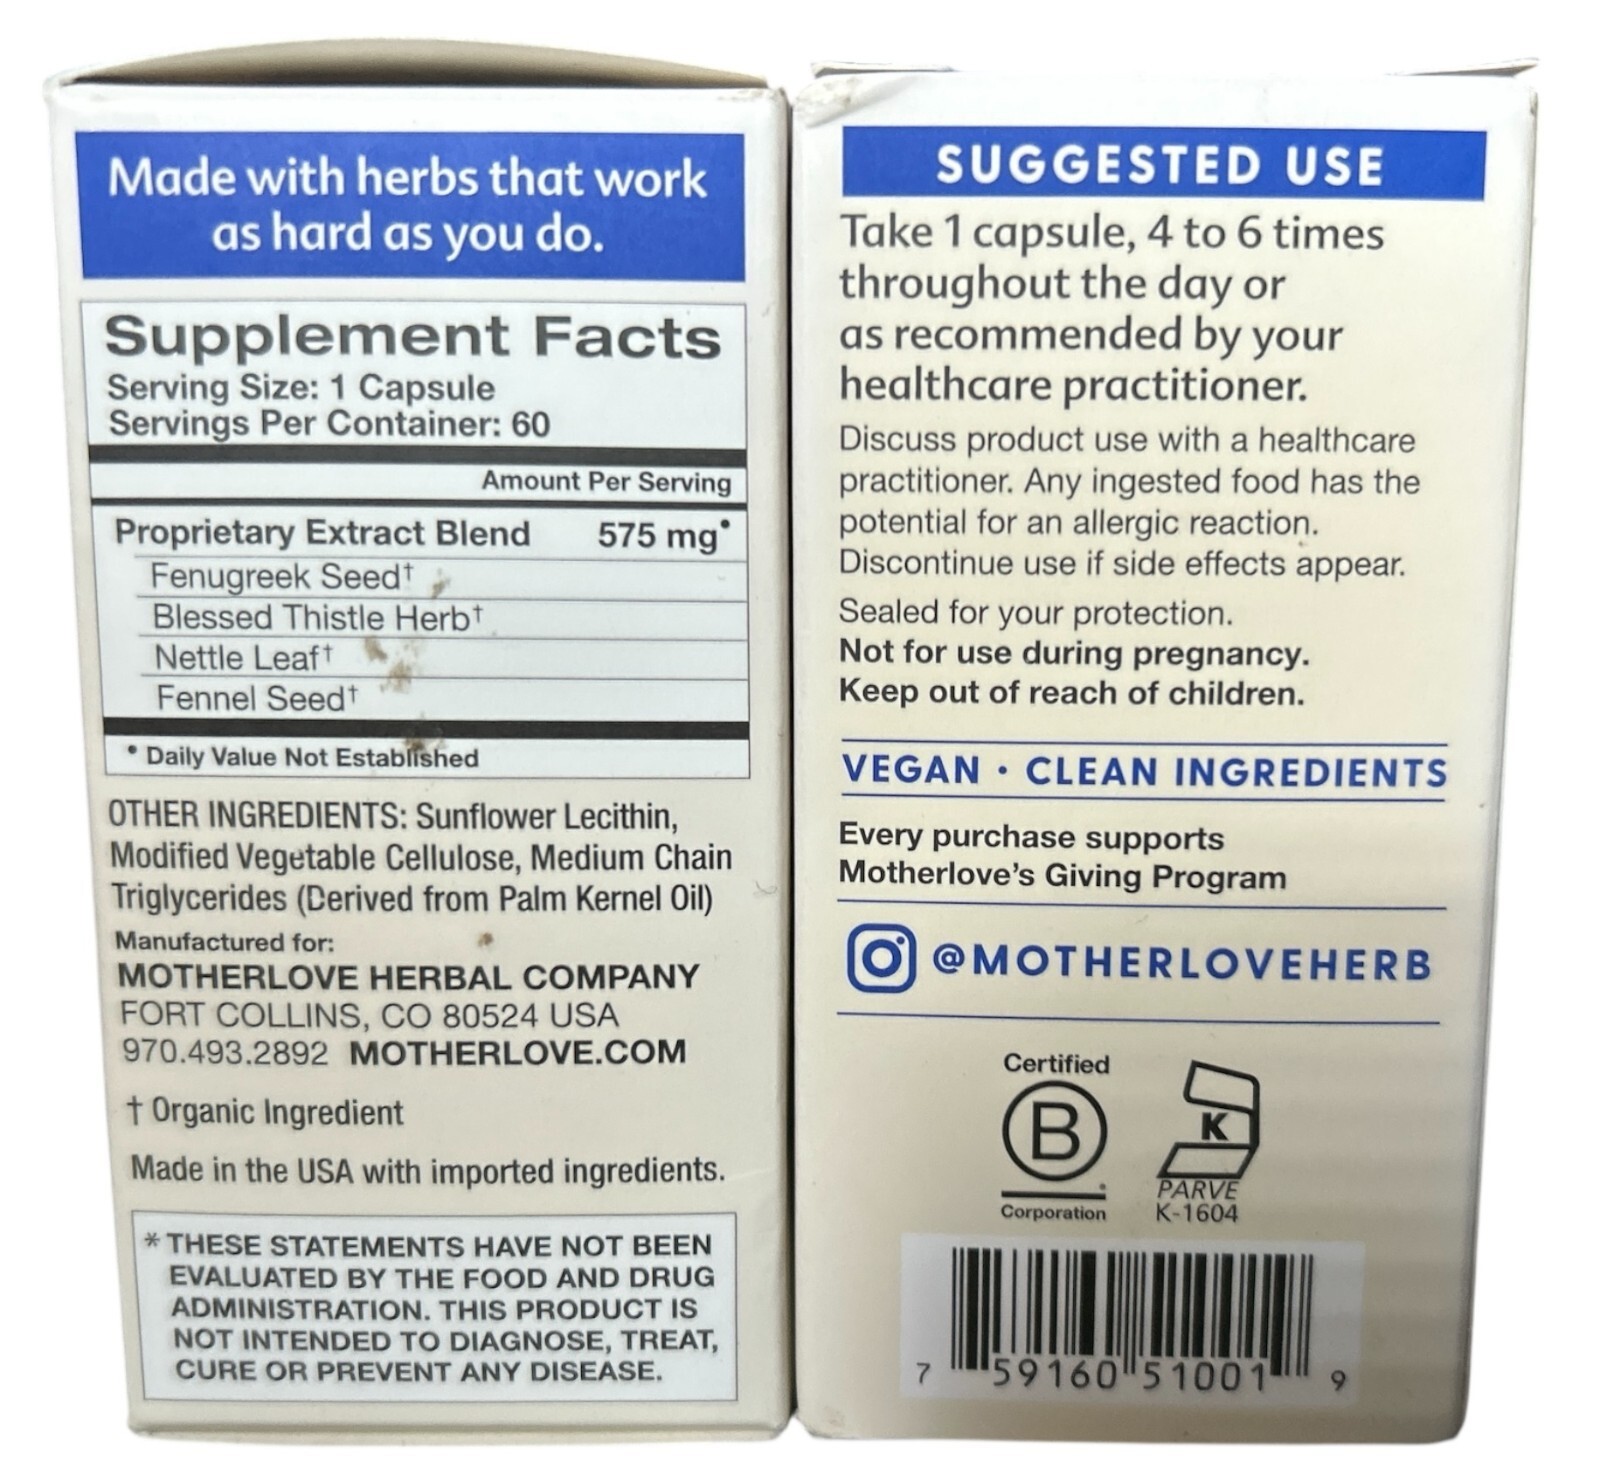 Made with herbs that work
as hard as you do.
Supplement Facts
Serving Size: 1 Capsule
Servings Per Container: 60
Amount Per Serving
Proprietary Extract Blend 575 mg•
Fenugreek Seed†
Blessed Thistle Herb†
Nettle Leaf†
Fennel Seed†
• Daily Value Not Established
OTHER INGREDIENTS: Sunflower Lecithin,
Modified Vegetable Cellulose, Medium Chain
Triglycerides (Derived from Palm Kernel Oil)
Manufactured for:
MOTHERLOVE HERBAL COMPANY
FORT COLLINS, CO 80524 USA
970.493.2892 MOTHERLOVE.COM
† Organic Ingredient
Made in the USA with imported ingredients.
* THESE STATEMENTS HAVE NOT BEEN
EVALUATED BY THE FOOD AND DRUG
ADMINISTRATION. THIS PRODUCT IS
NOT INTENDED TO DIAGNOSE, TREAT,
CURE OR PREVENT ANY DISEASE.
SUGGESTED USE
Take 1 capsule, 4 to 6 times
throughout the day or
as recommended by your
healthcare practitioner.
Discuss product use with a healthcare
practitioner. Any ingested food has the
potential for an allergic reaction.
Discontinue use if side effects appear.
Sealed for your protection.
Not for use during pregnancy.
Keep out of reach of children.
VEGAN • CLEAN INGREDIENTS
Every purchase supports
Motherlove's Giving Program
@MOTHERLOVEHERB
Certified
B
Corporation
K
PARVE
K-1604
7 59160 51001 9